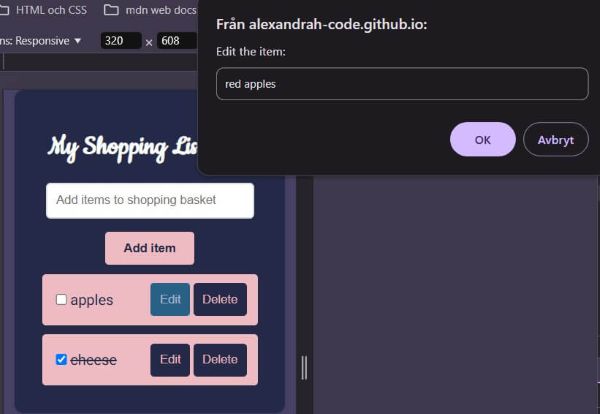 HTML och CSS
mdn web docs
ns: Responsive ▼
320 × 608
Från alexandrah-code.github.io:
Edit the item:
red apples
OK
Avbryt
My Shopping Lis
Add items to shopping basket
Add item
apples
Edit
Delete
cheese
Edit
Delete